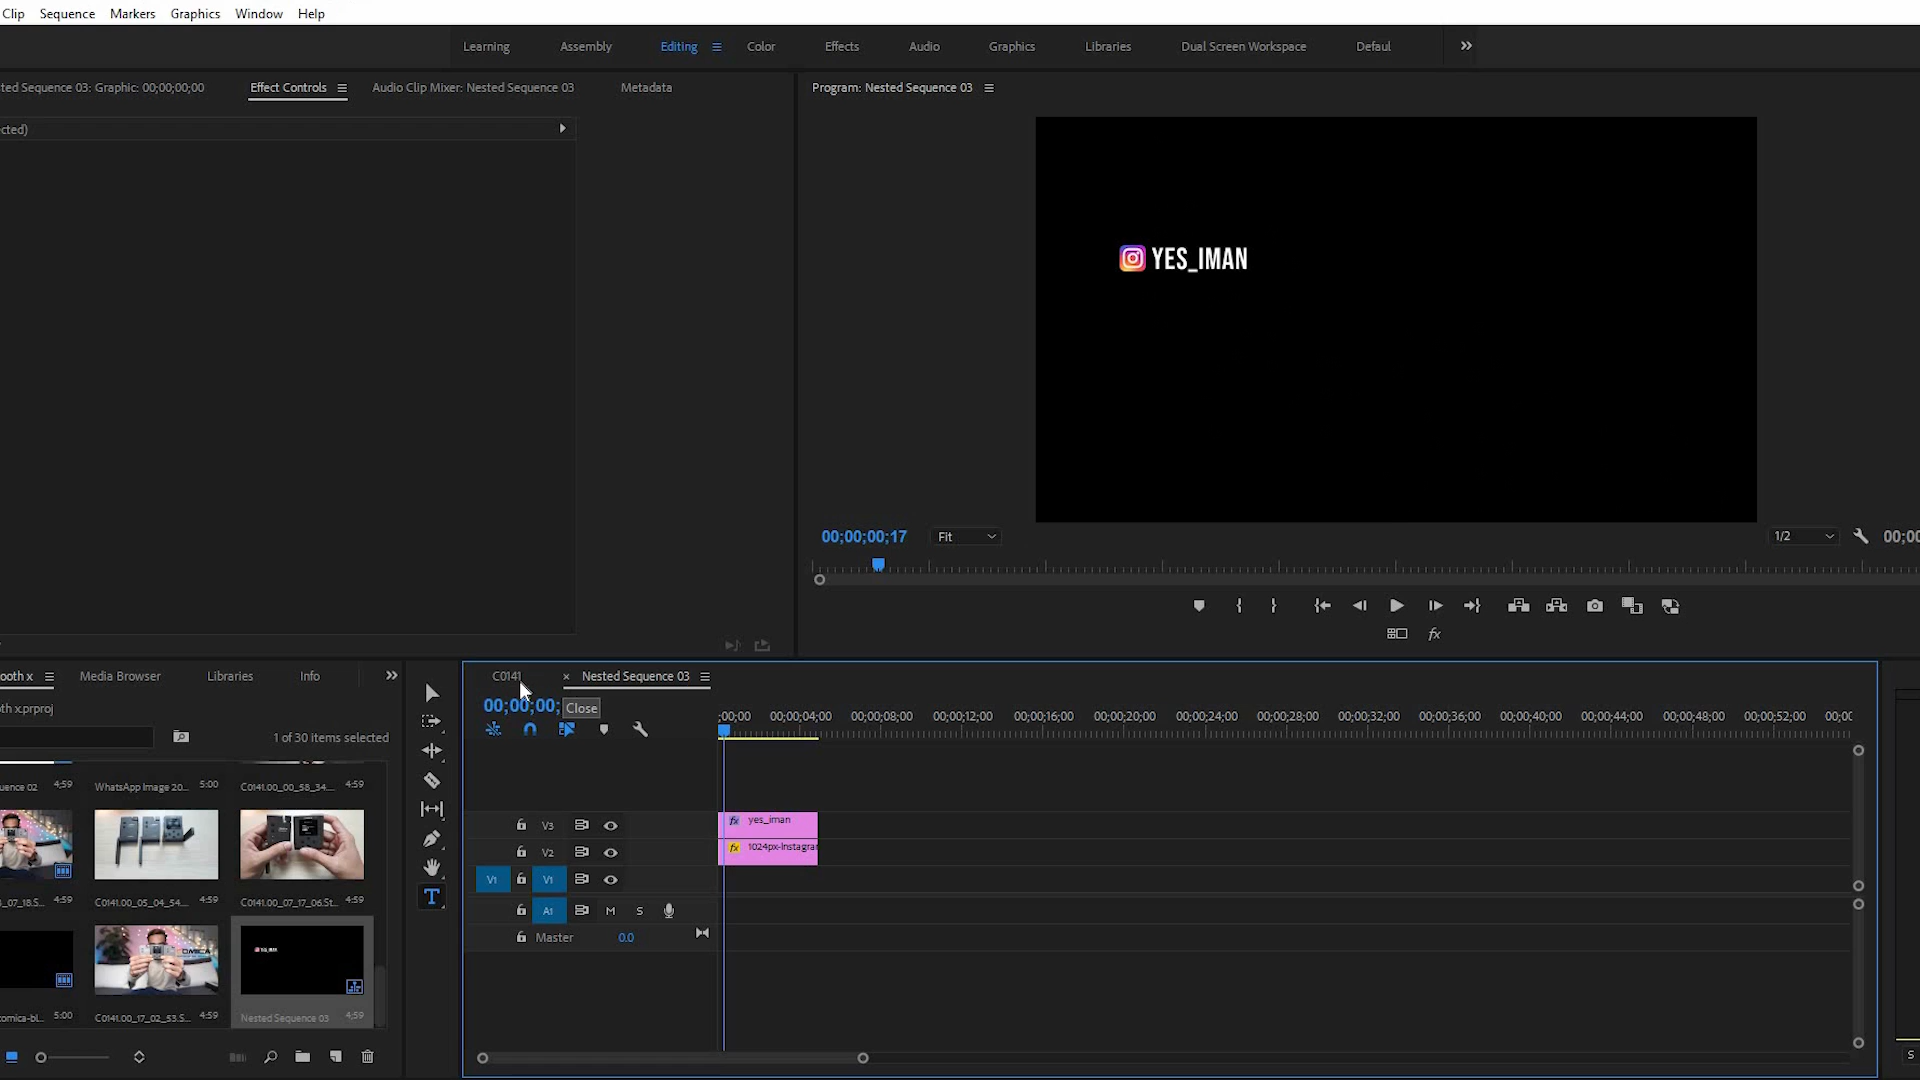 Clip Sequence Markers Graphics Window Help
Learning Assembly Editing Color Effects Audio Graphics Libraries Dual Screen Workspace Defaul
ted Sequence 03: Graphic: 00;00;00;00 Effect Controls Audio Clip Mixer: Nested Sequence 03 Metadata
Program: Nested Sequence 03
cted)
YES_IMAN
00;00;00;17 Fit 1/2 00;00
ooth x Media Browser Libraries Info
C0141 × Nested Sequence 03
00;00;00; Close
th x.prproj
1 of 30 items selected
;00;00 00;00;04;00 00;00;08;00 00;00;12;00 00;00;16;00 00;00;20;00 00;00;24;00 00;00;28;00 00;00;32;00 00;00;36;00 00;00;40;00 00;00;44;00 00;00;48;00 00;00;52;00 00;00
uence 02 4;59 WhatsApp Image 20... 5:00 C0141.00_00_58_34.... 4;59
V3 fx yes_iman
V2 fx 1024px-Instagra
V1 V1
_07_18.S... 4;59 C0141.00_05_04_54.... 4;59 C0141.00_07_17_06.St... 4;59
A1 M S
Master 0.0
omica-bl... 5:00 C0141.00_17_02_53.S... 4;59 Nested Sequence 03 4;59
S